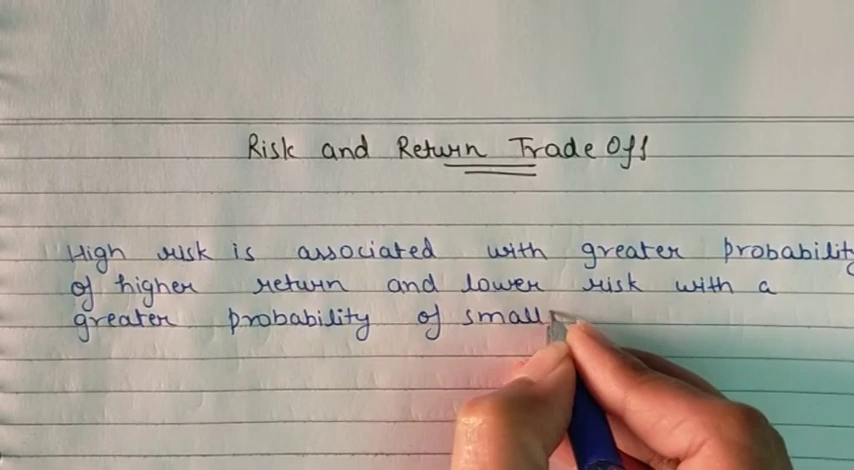 Risk and Return Trade Off
High risk is associated with greater probability
of higher return and lower risk with a
greater probability of small